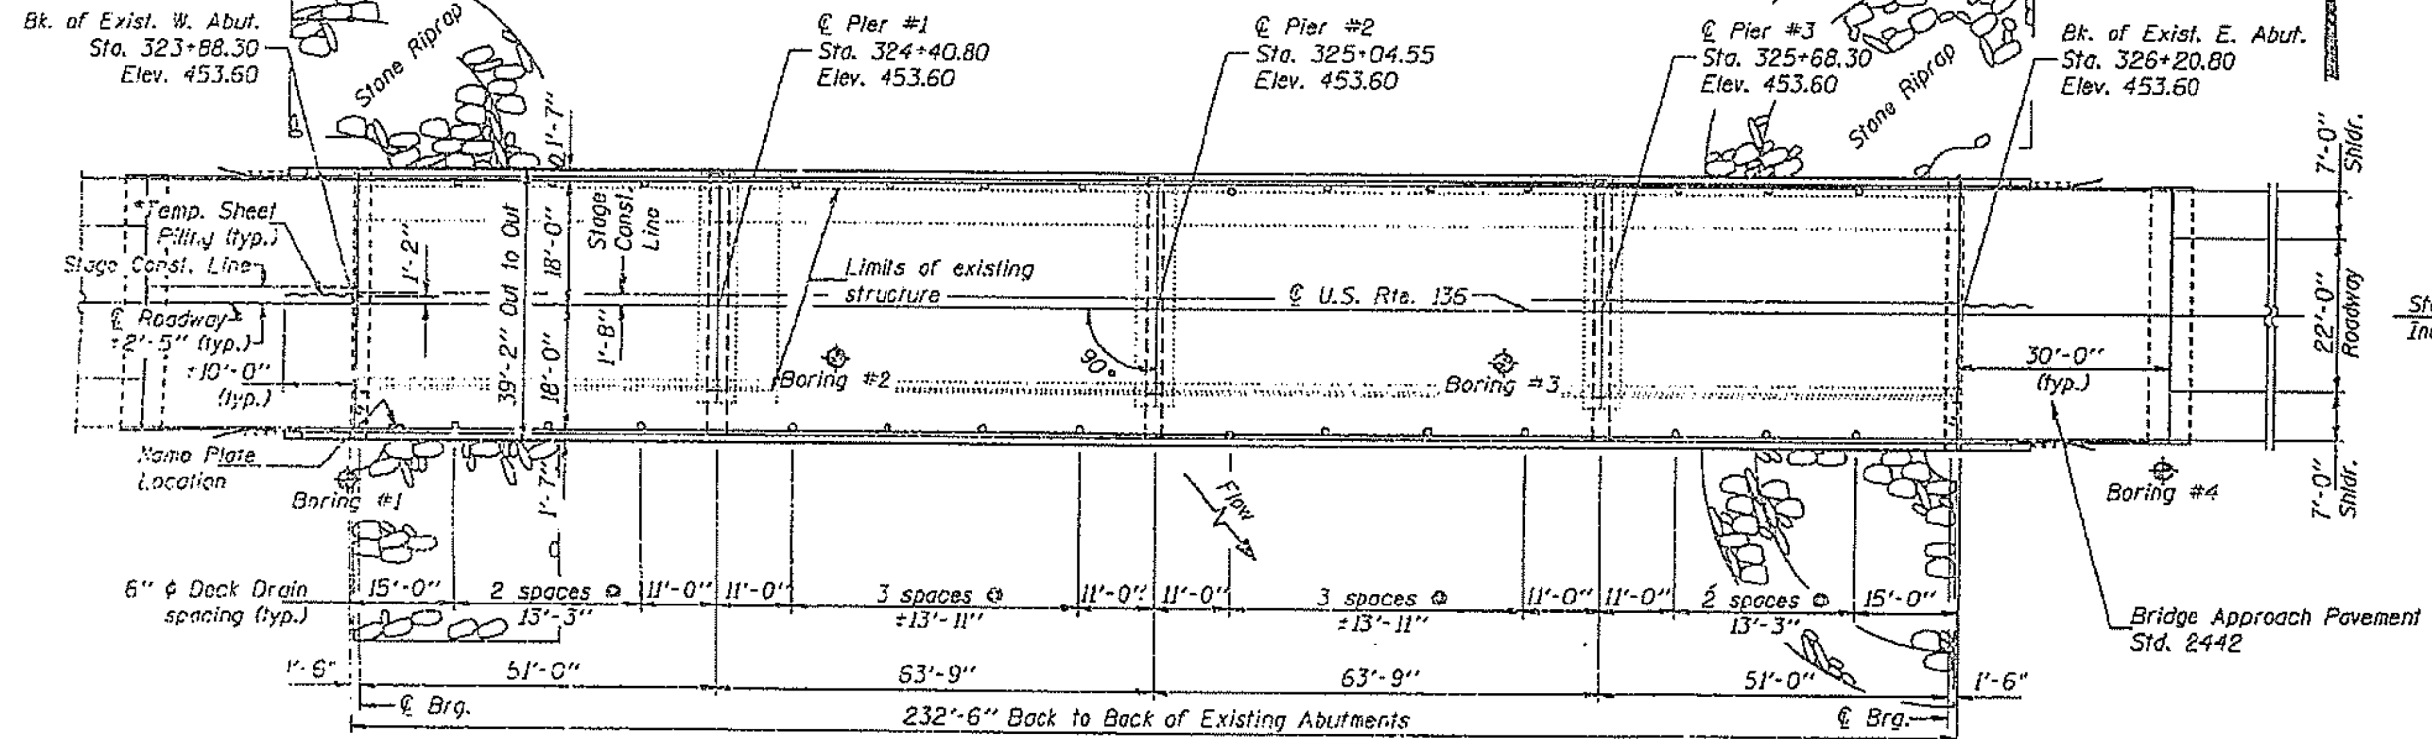 Bk. of Exist. W. Abut.
Sta. 323+88.30
Elev. 453.60
Stone Riprap
℄ Pier #1
Sta. 324+40.80
Elev. 453.60
℄ Pier #2
Sta. 325+04.55
Elev. 453.60
℄ Pier #3
Sta. 325+68.30
Elev. 453.60
Stone Riprap
Bk. of Exist. E. Abut.
Sta. 326+20.80
Elev. 453.60
1'-7"
7'-0"
Shldr.
*Temp. Sheet
Piling (typ.)
Stage Const. Line
1'-2"
39'-2" Out to Out
18'-0"
18'-0"
Stage
Const.
Line
1'-8"
Limits of existing
structure
℄ U.S. Rte. 136
℄ Roadway
±2'-5" (typ.)
±10'-0"
(typ.)
90°
Boring #2
Boring #3
30'-0"
(typ.)
22'-0"
Roadway
Name Plate
Location
Boring #1
1'-7"
Flow
Boring #4
7'-0"
Shldr.
6" ϕ Deck Drain
spacing (typ.)
15'-0"
2 spaces @
13'-3"
11'-0"
11'-0"
3 spaces @
±13'-11"
11'-0"
11'-0"
3 spaces @
±13'-11"
11'-0"
11'-0"
2 spaces @
13'-3"
15'-0"
Bridge Approach Pavement
Std. 2442
1'-6"
51'-0"
63'-9"
63'-9"
51'-0"
1'-6"
℄ Brg.
232'-6" Back to Back of Existing Abutments
℄ Brg.